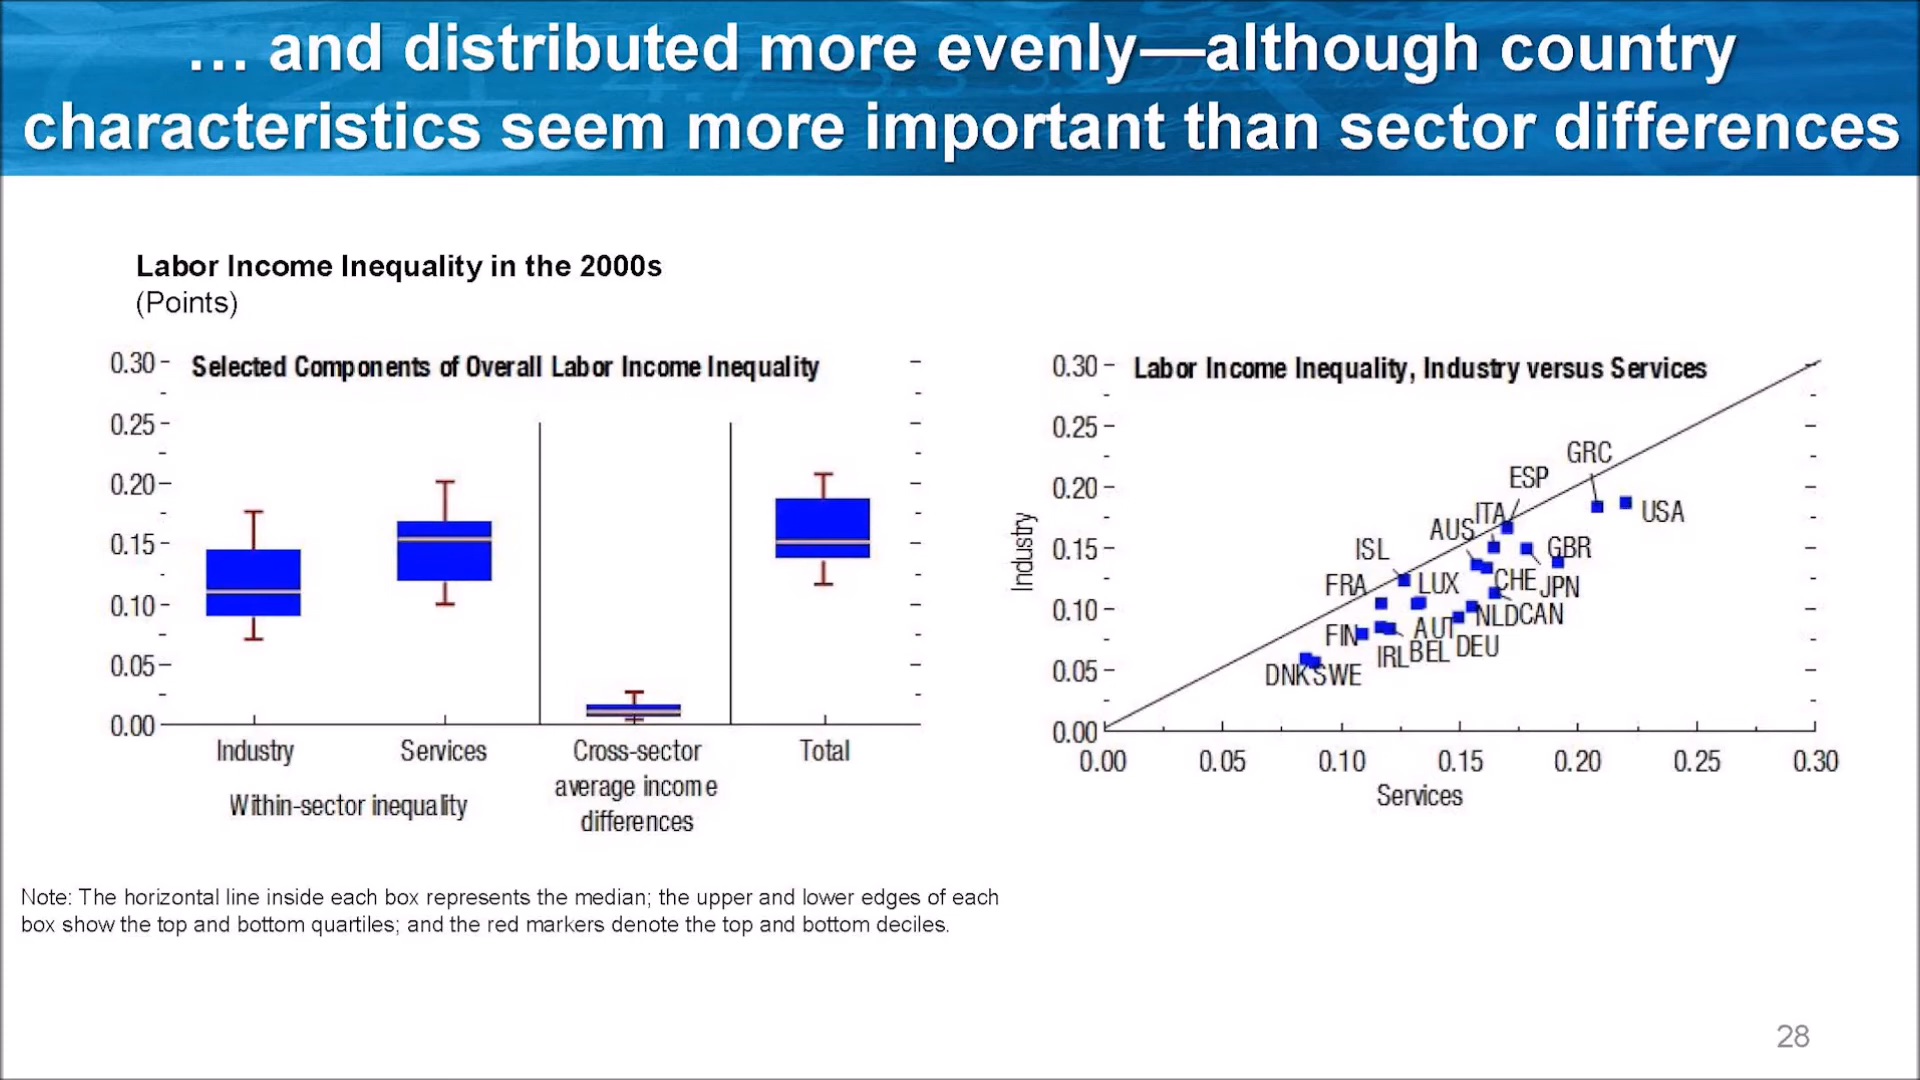 … and distributed more evenly—although country
characteristics seem more important than sector differences
Labor Income Inequality in the 2000s
(Points)
Selected Components of Overall Labor Income Inequality
0.30
0.25
0.20
0.15
0.10
0.05
0.00
Industry
Services
Cross-sector
average income
differences
Total
Within-sector inequality
Labor Income Inequality, Industry versus Services
0.30
0.25
0.20
0.15
0.10
0.05
0.00
Industry
GRC
ESP
ITA
USA
AUS
ISL
GBR
FRA
LUX
CHE
JPN
NLD
CAN
FIN
AUT
IRL
BEL
DEU
DNK
SWE
0.00
0.05
0.10
0.15
0.20
0.25
0.30
Services
Note: The horizontal line inside each box represents the median; the upper and lower edges of each
box show the top and bottom quartiles; and the red markers denote the top and bottom deciles.
28